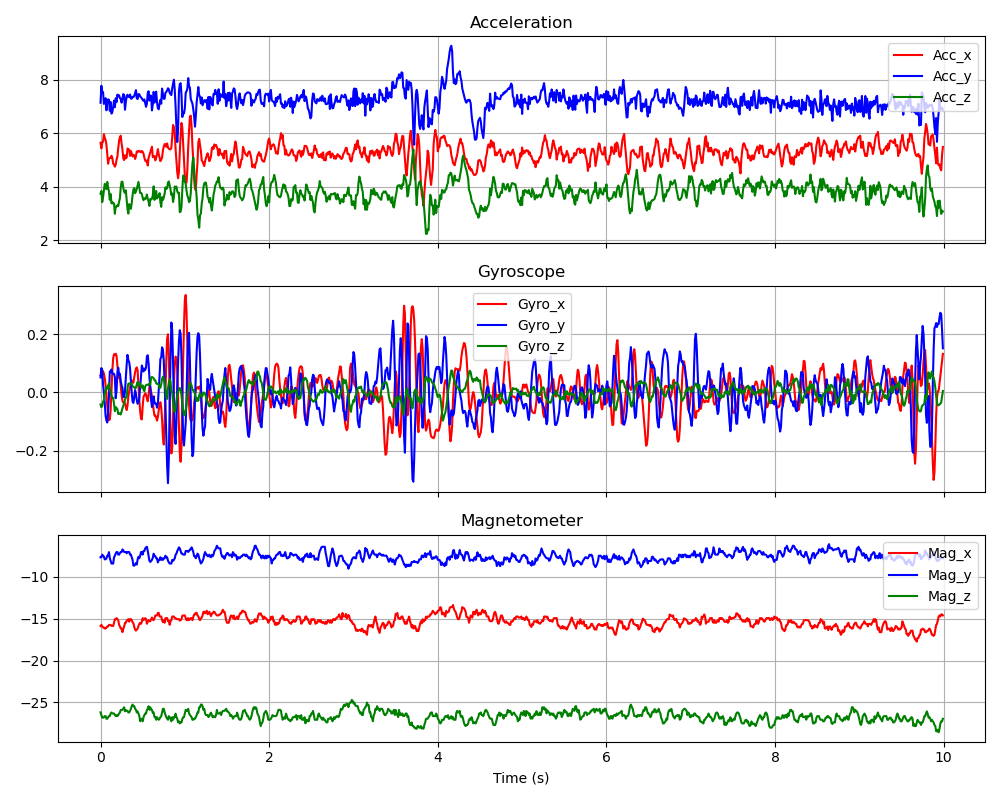 Acceleration
8
6
4
2
Acc_x
Acc_y
Acc_z
Gyroscope
0.2
0.0
−0.2
Gyro_x
Gyro_y
Gyro_z
Magnetometer
−10
−15
−20
−25
Mag_x
Mag_y
Mag_z
0 2 4 6 8 10
Time (s)